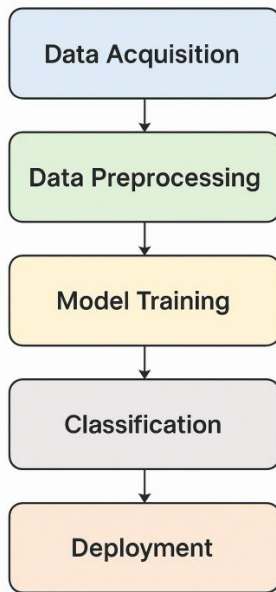 Data Acquisition
Data Preprocessing
Model Training
Classification
Deployment